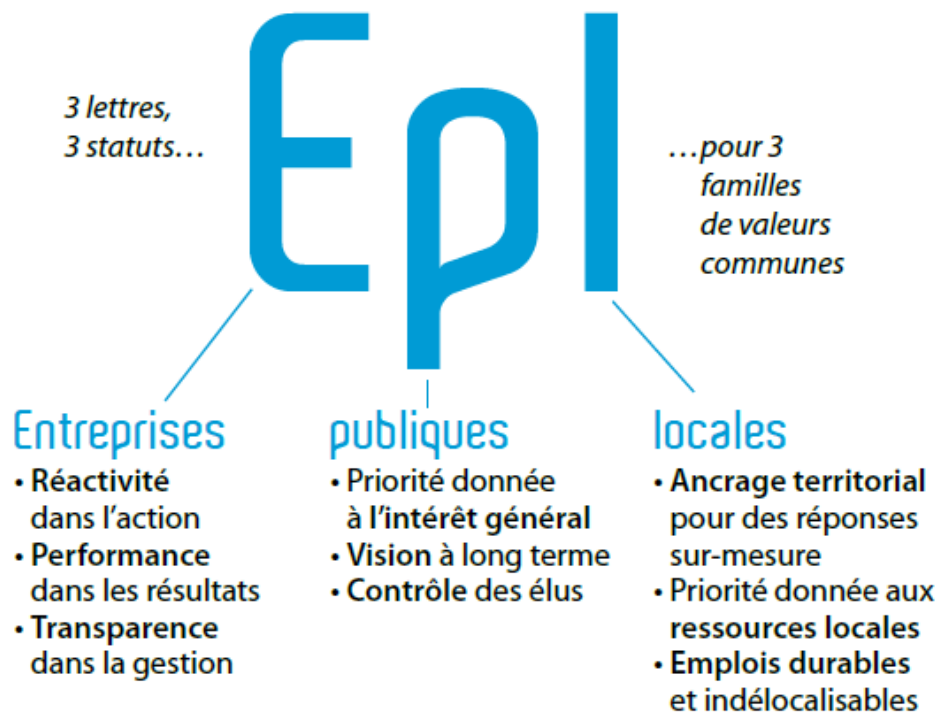 Epl
3 lettres,
3 statuts…
…pour 3
familles
de valeurs
communes
Entreprises
• Réactivité
dans l’action
• Performance
dans les résultats
• Transparence
dans la gestion
publiques
• Priorité donnée
à l’intérêt général
• Vision à long terme
• Contrôle des élus
locales
• Ancrage territorial
pour des réponses
sur-mesure
• Priorité donnée aux
ressources locales
• Emplois durables
et indélocalisables